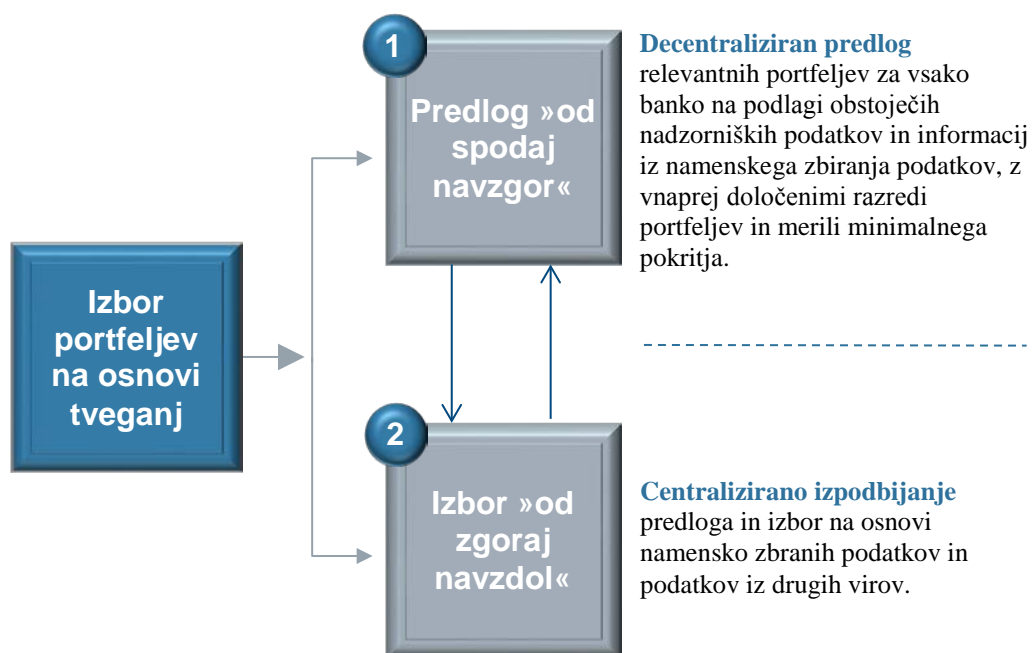 Izbor
portfeljev
na osnovi
tveganj
1
Predlog »od
spodaj
navzgor«
Decentraliziran predlog
relevantnih portfeljev za vsako
banko na podlagi obstoječih
nadzorniških podatkov in informacij
iz namenskega zbiranja podatkov, z
vnaprej določenimi razredi
portfeljev in merili minimalnega
pokritja.
2
Izbor »od
zgoraj
navzdol«
Centralizirano izpodbijanje
predloga in izbor na osnovi
namensko zbranih podatkov in
podatkov iz drugih virov.